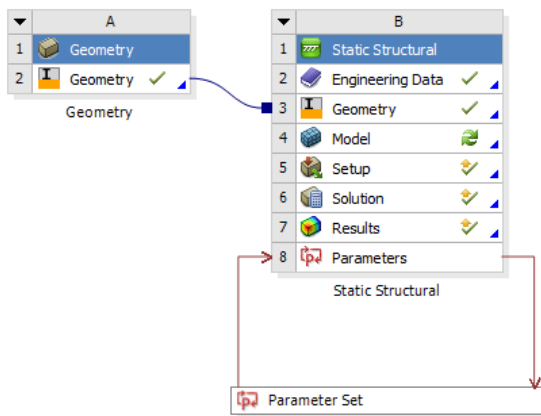 A
1 Geometry
2 Geometry
Geometry
B
1 Static Structural
2 Engineering Data
3 Geometry
4 Model
5 Setup
6 Solution
7 Results
8 Parameters
Static Structural
Parameter Set